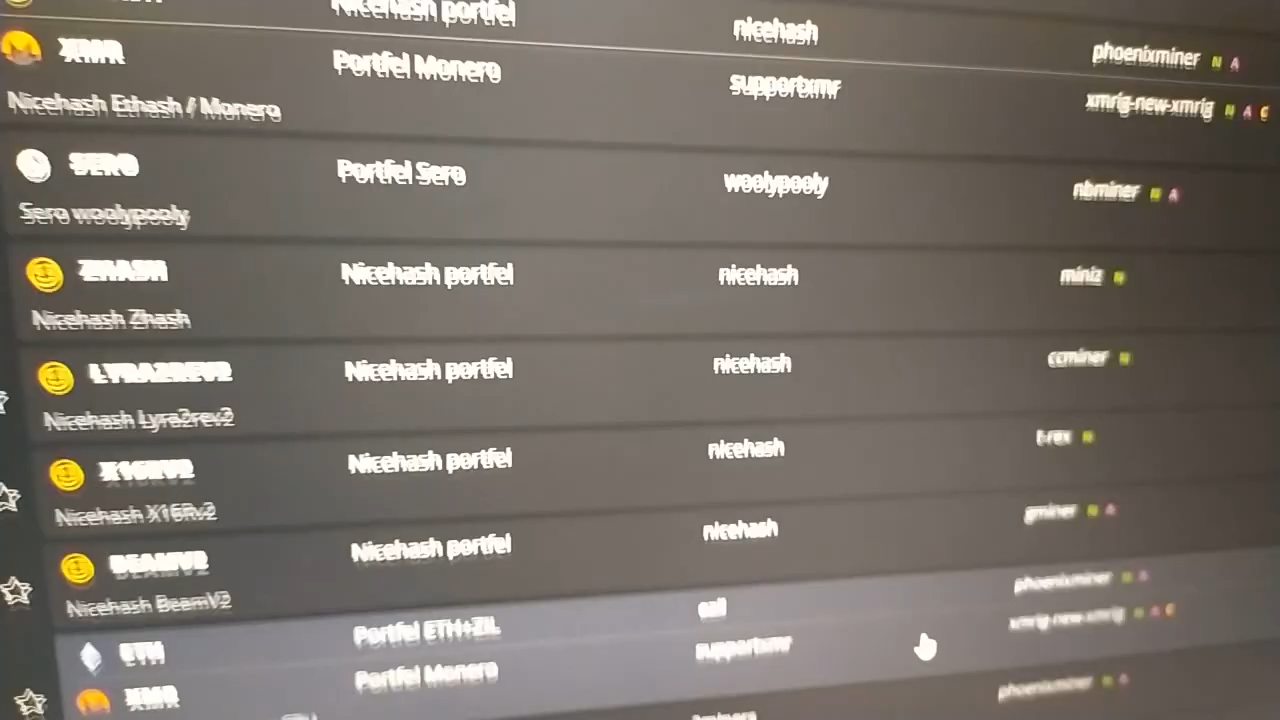 Nicehash portfel nicehash phoenixminer N A
XMR Portfel Monero supportxmr xmrig-new-xmrig N A C
Nicehash Ethash / Monero
SERO Portfel Sero woolypooly nbminer N A
Sero woolypooly
ZHASH Nicehash portfel nicehash miniz N
Nicehash Zhash
LYRA2REV2 Nicehash portfel nicehash ccminer N
Nicehash Lyra2rev2
X16RV2 Nicehash portfel nicehash t-rex N
Nicehash X16Rv2
BEAMV2 Nicehash portfel nicehash gminer N A
Nicehash BeamV2
ETH Portfel ETH+ZIL phoenixminer N A
XMR Portfel Monero supportxmr xmrig-new-xmrig N A C
phoenixminer N A